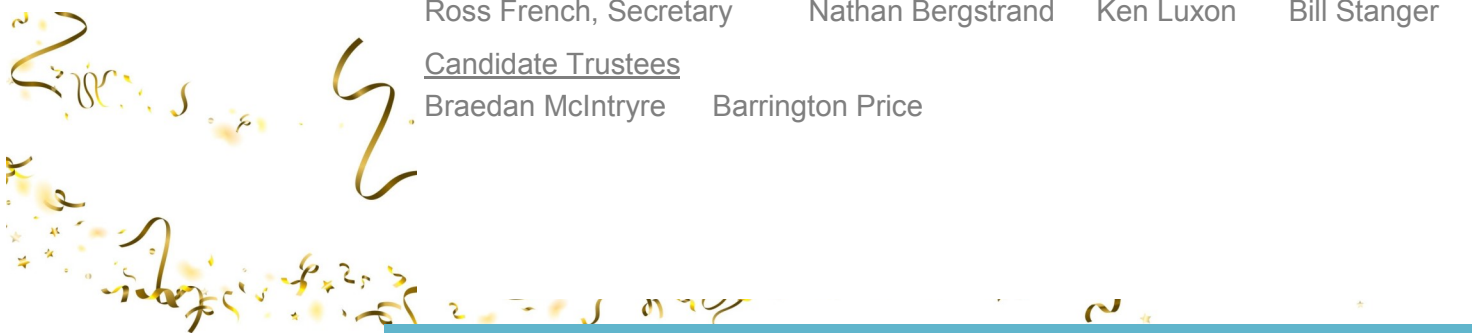 Ross French, Secretary Nathan Bergstrand Ken Luxon Bill Stanger
Candidate Trustees
Braedan McIntryre Barrington Price